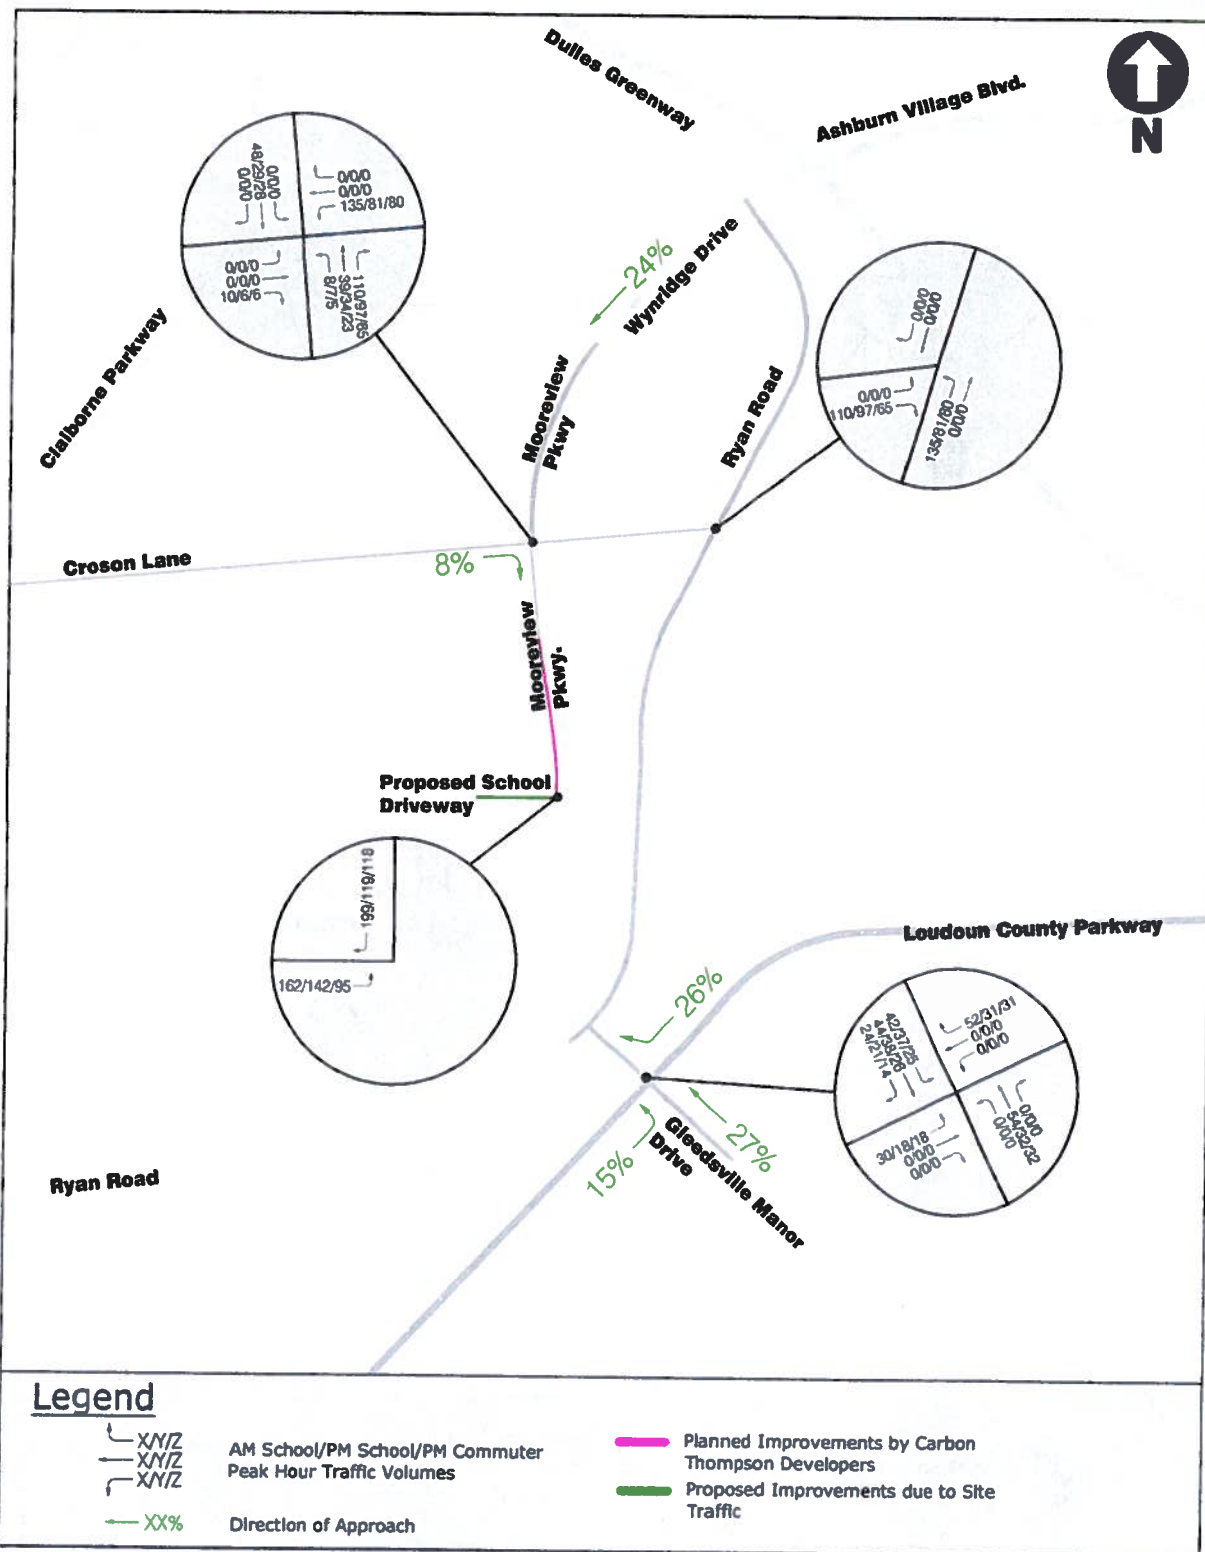 Dulles Greenway
Ashburn Village Blvd.
N
0/0/0
0/0/0
48/29/28
0/0/0
0/0/0
0/0/0
135/81/80
0/0/0
0/0/0
10/6/6
8/7/5
39/34/23
24%
Wynridge Drive
0/0/0
0/0/0
0/0/0
110/97/65
135/81/80
0/0/0
Claiborne Parkway
Mooreview
Pkwy
Ryan Road
Croson Lane
8%
Mooreview
Pkwy.
Proposed School
Driveway
199/119/118
162/142/95
Loudoun County Parkway
26%
52/31/31
0/0/0
0/0/0
42/37/25
44/38/26
24/21/14
0/0/0
54/32/32
0/0/0
30/18/18
0/0/0
0/0/0
27%
15%
Gleedsville Manor
Drive
Ryan Road
Legend
X/Y/Z
X/Y/Z
X/Y/Z
AM School/PM School/PM Commuter
Peak Hour Traffic Volumes
XX%
Direction of Approach
Planned Improvements by Carbon
Thompson Developers
Proposed Improvements due to Site
Traffic